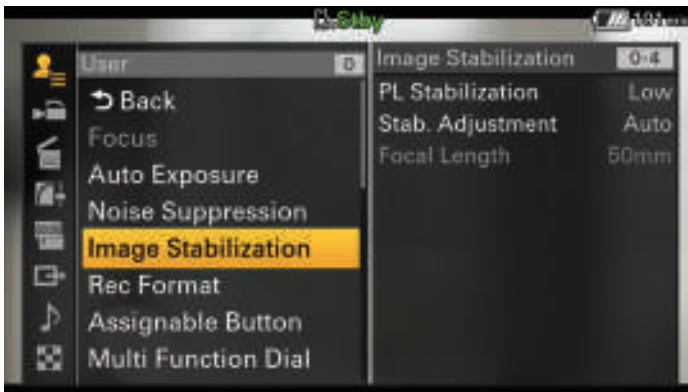 Stby
User 0
Back
Focus
Auto Exposure
Noise Suppression
Image Stabilization
Rec Format
Assignable Button
Multi Function Dial
Image Stabilization 0-4
PL Stabilization Low
Stab. Adjustment Auto
Focal Length 50mm